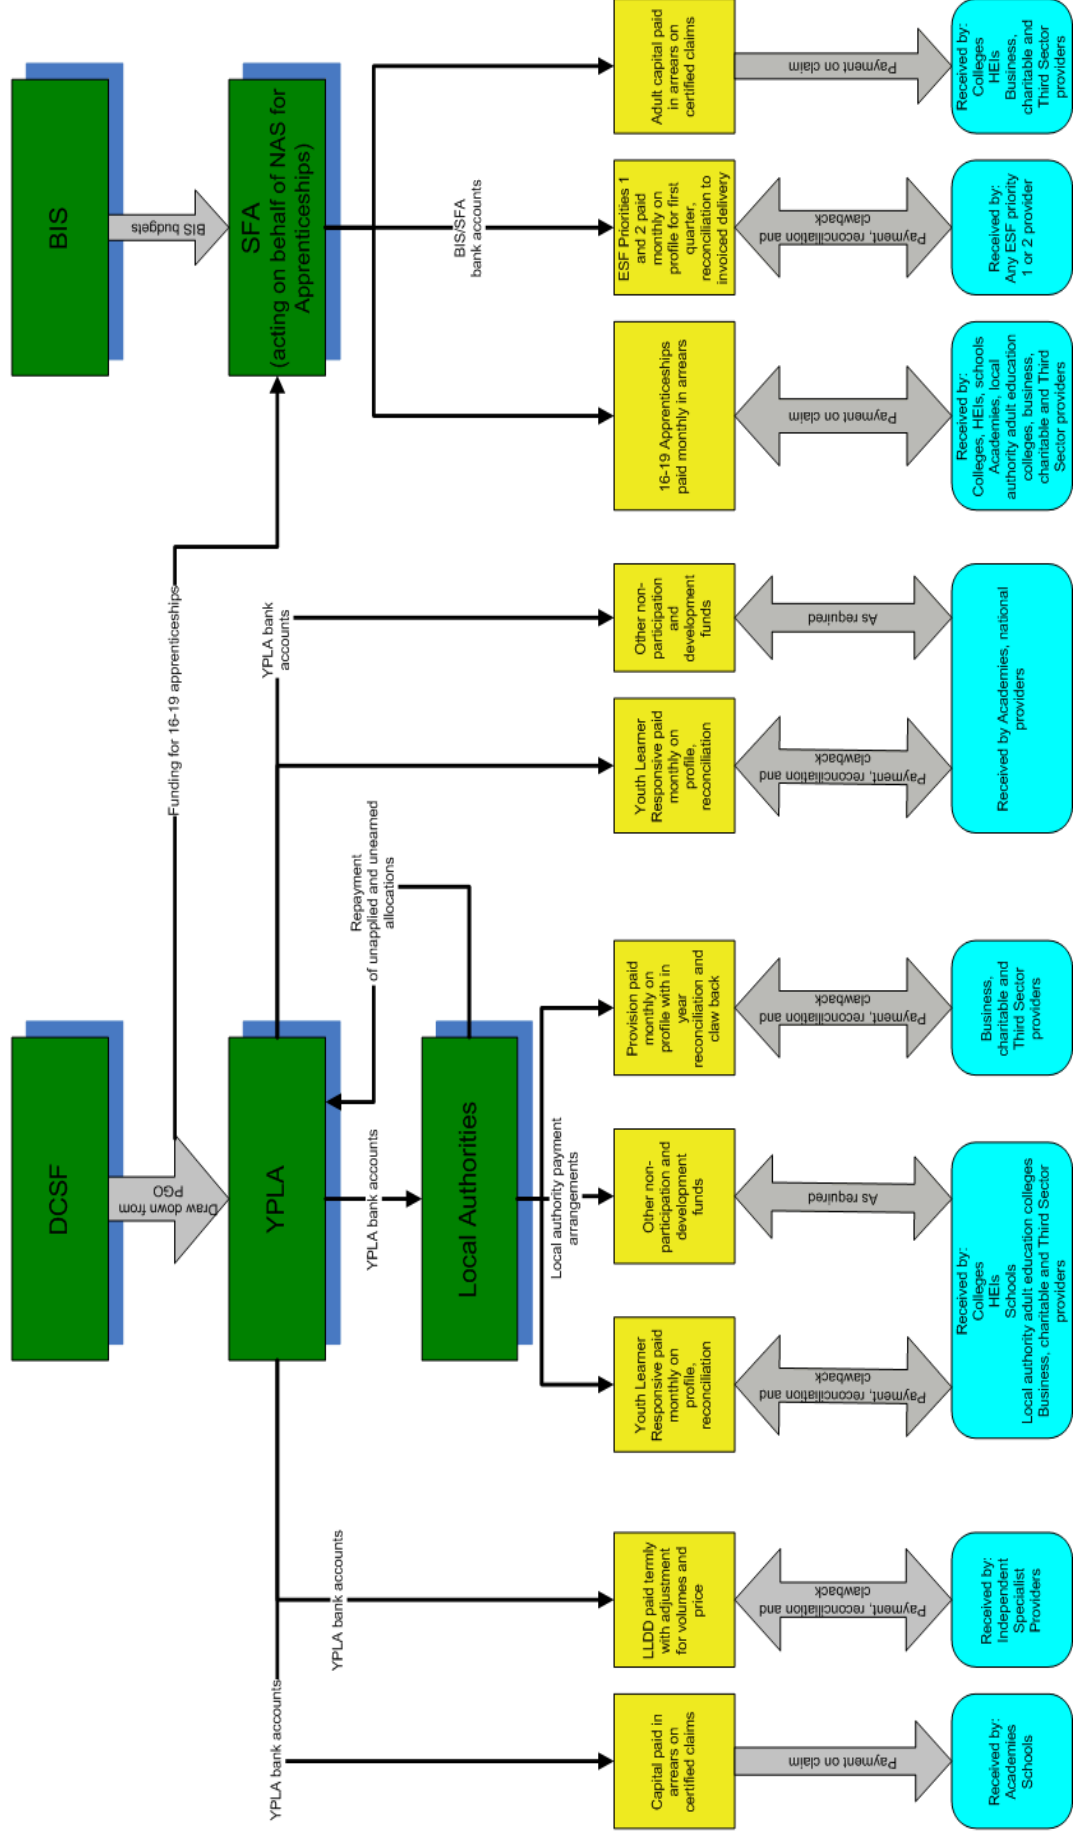 DCSF
BIS
Draw down from
PGO
BIS budgets
Funding for 16-19 apprenticeships
YPLA
SFA
(acting on behalf of NAS for
Apprenticeships)
YPLA bank accounts
YPLA bank accounts
YPLA bank accounts
Repayment
of unapplied and unearned
allocations
YPLA bank
accounts
BIS/SFA
bank accounts
Local Authorities
Local authority payment
arrangements
Capital paid in
arrears on
certified claims
LLDD paid termly
with adjustment
for volumes and
price
Youth Learner
Responsive paid
monthly on
profile,
reconciliation
Other non-
participation and
development
funds
Provision paid
monthly on
profile with in
year
reconciliation and
claw back
Youth Learner
Responsive paid
monthly on
profile,
reconciliation
Other non-
participation
and
development
funds
16-19 Apprenticeships
paid monthly in arrears
ESF Priorities 1
and 2 paid
monthly on
profile for first
quarter,
reconciliation to
invoiced delivery
Adult capital paid
in arrears on
certified claims
Payment on claim
Payment, reconciliation and
clawback
Payment, reconciliation and
clawback
As required
Payment, reconciliation and
clawback
Payment, reconciliation and
clawback
As required
Payment on claim
Payment, reconciliation and
clawback
Payment on claim
Received by:
Academies
Schools
Received by:
Independent
Specialist
Providers
Received by:
Colleges
HEIs
Schools
Local authority adult education colleges
Business, charitable and Third Sector
providers
Business,
charitable and
Third Sector
providers
Received by Academies, national
providers
Received by:
Colleges, HEIs, schools
Academies, local
authority adult education
colleges, business,
charitable and Third
Sector providers
Received by:
Any ESF priority
1 or 2 provider
Received by:
Colleges
HEIs
Business,
charitable and
Third Sector
providers